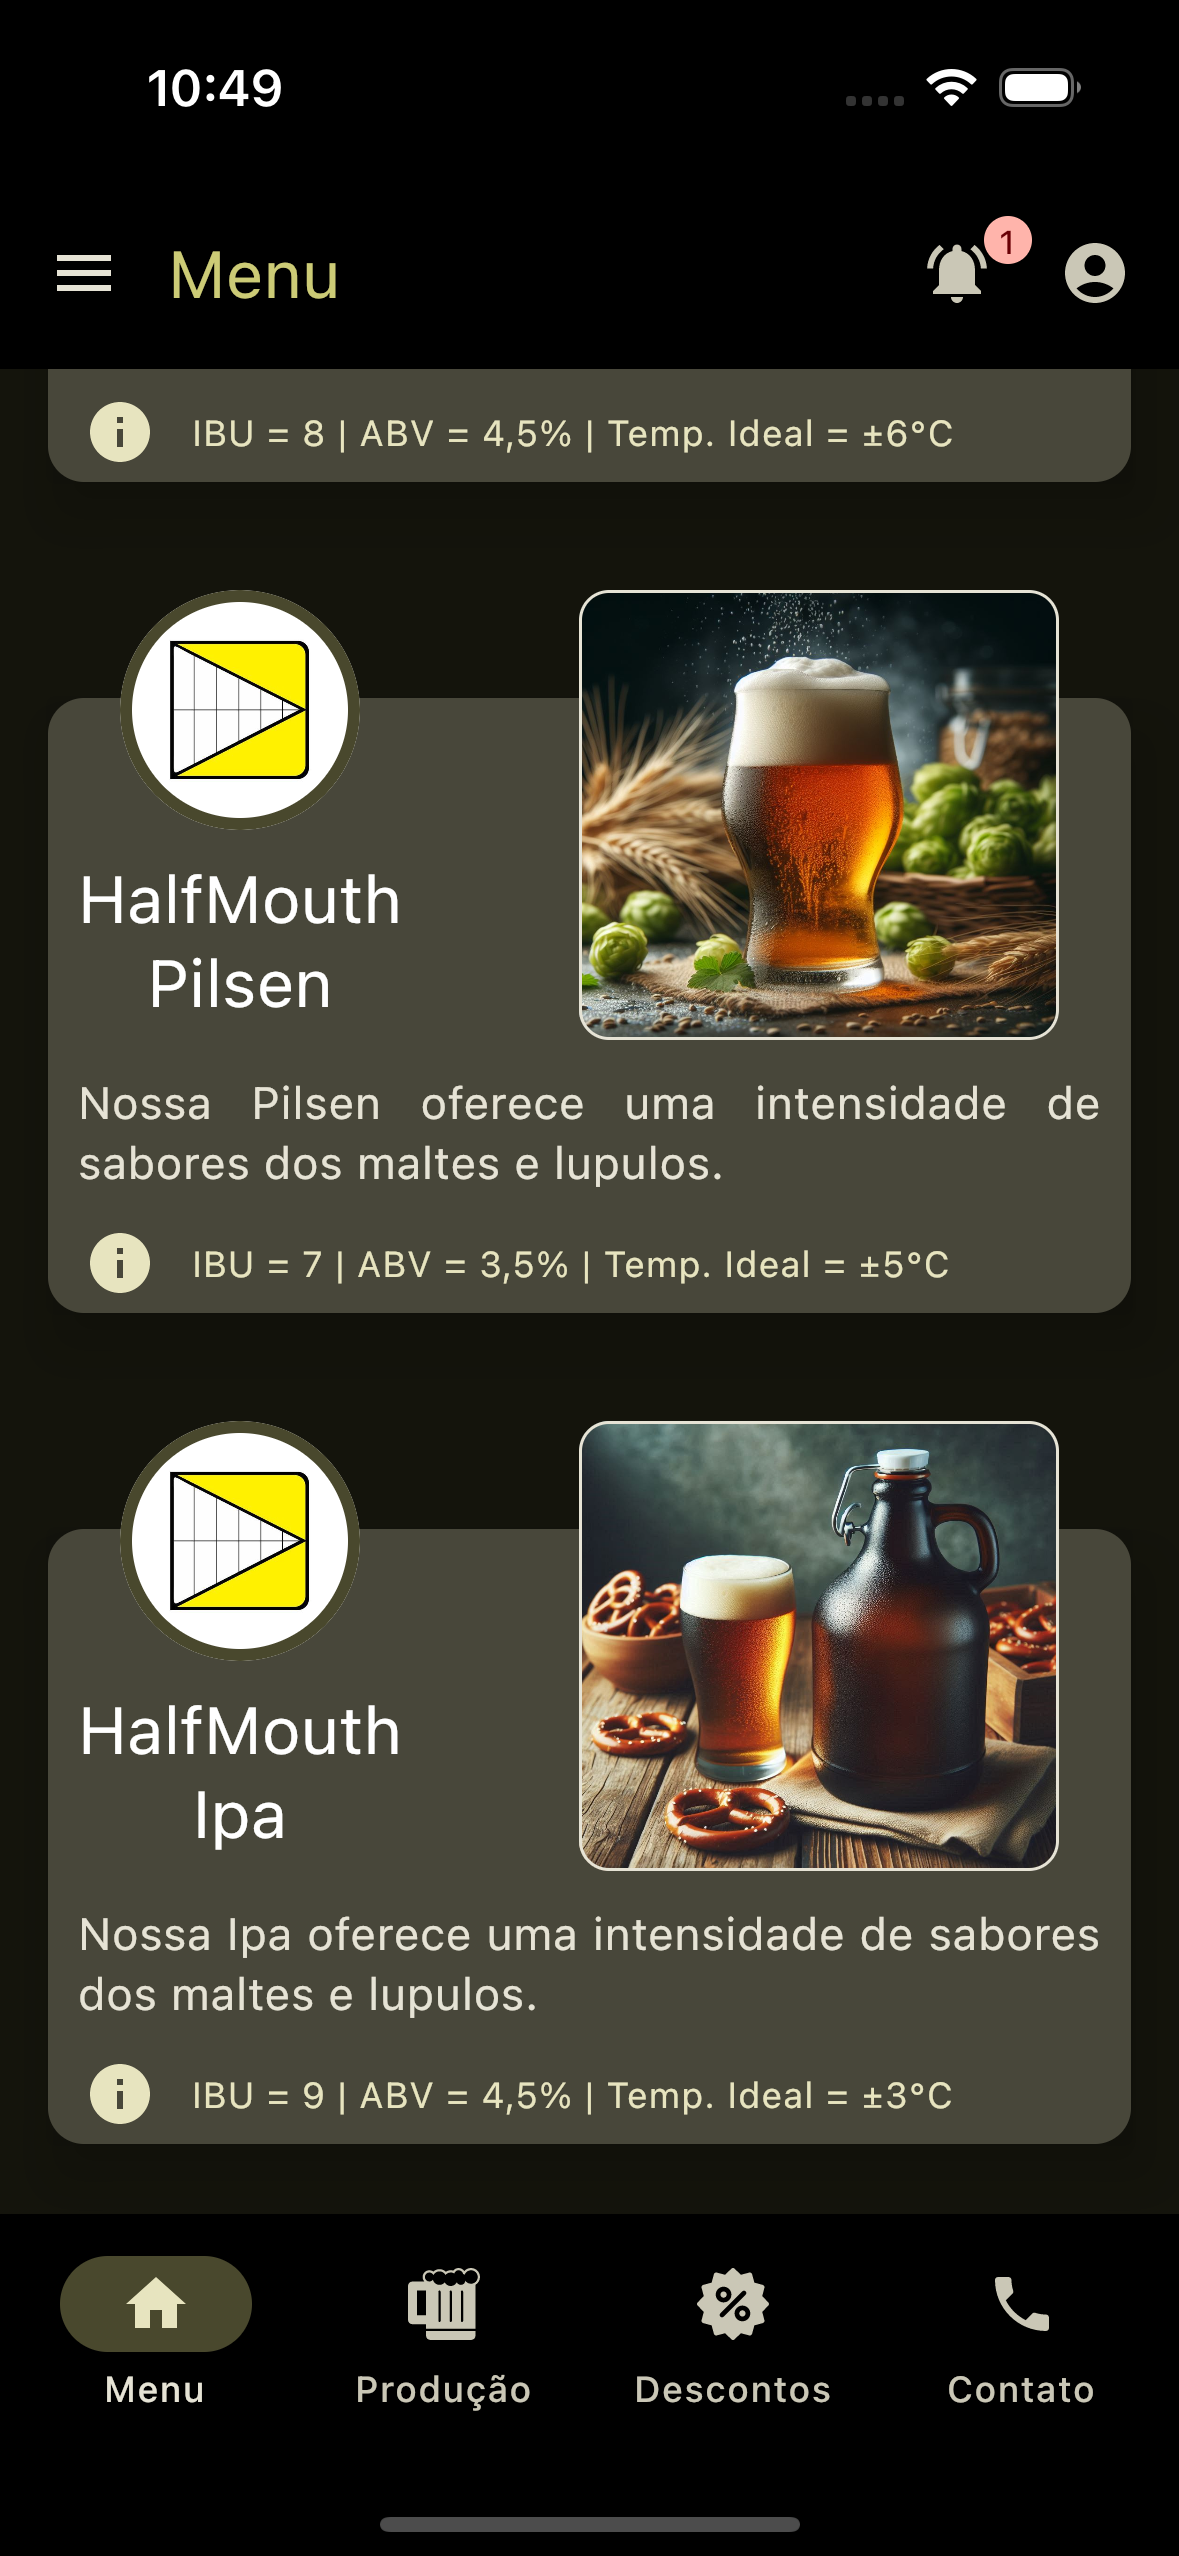 10:49
Menu
1
IBU = 8 | ABV = 4,5% | Temp. Ideal = ±6°C
HalfMouth
Pilsen
Nossa Pilsen oferece uma intensidade de
sabores dos maltes e lupulos.
IBU = 7 | ABV = 3,5% | Temp. Ideal = ±5°C
HalfMouth
Ipa
Nossa Ipa oferece uma intensidade de sabores
dos maltes e lupulos.
IBU = 9 | ABV = 4,5% | Temp. Ideal = ±3°C
Menu
Produção
Descontos
Contato